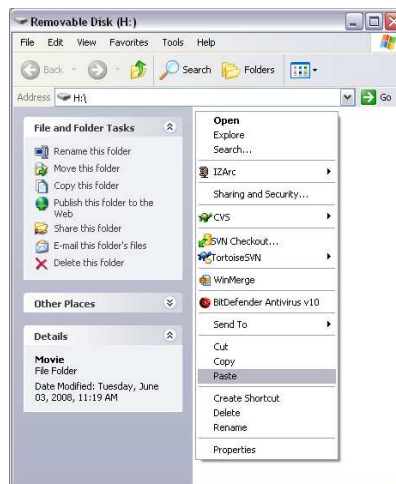 Removable Disk (H:)
File Edit View Favorites Tools Help
Back Search Folders
Address H:\ Go
File and Folder Tasks
Rename this folder
Move this folder
Copy this folder
Publish this folder to the
Web
Share this folder
E-mail this folder's files
Delete this folder
Other Places
Details
Movie
File Folder
Date Modified: Tuesday, June
03, 2008, 11:19 AM
Open
Explore
Search...
IZArc
Sharing and Security...
CVS
SVN Checkout...
TortoiseSVN
WinMerge
BitDefender Antivirus v10
Send To
Cut
Copy
Paste
Create Shortcut
Delete
Rename
Properties